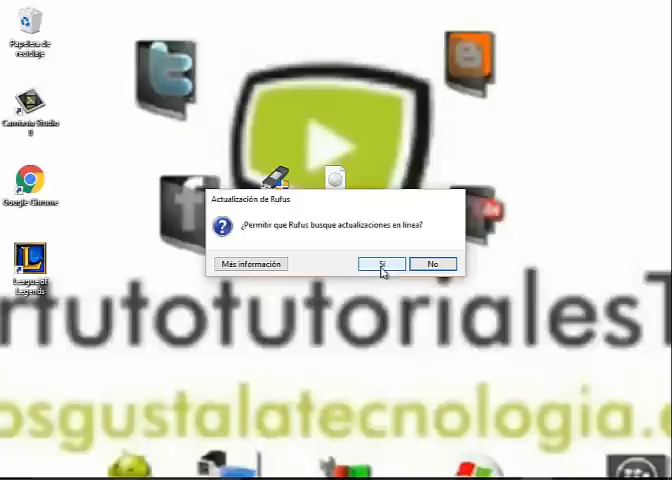 Papelera de
reciclaje
Camtasia Studio
8
Google Chrome
League of
Legends
Actualización de Rufus
¿Permitir que Rufus busque actualizaciones en línea?
Más información
Sí
No
rtutotutorialesT
osgustalatecnologia.c